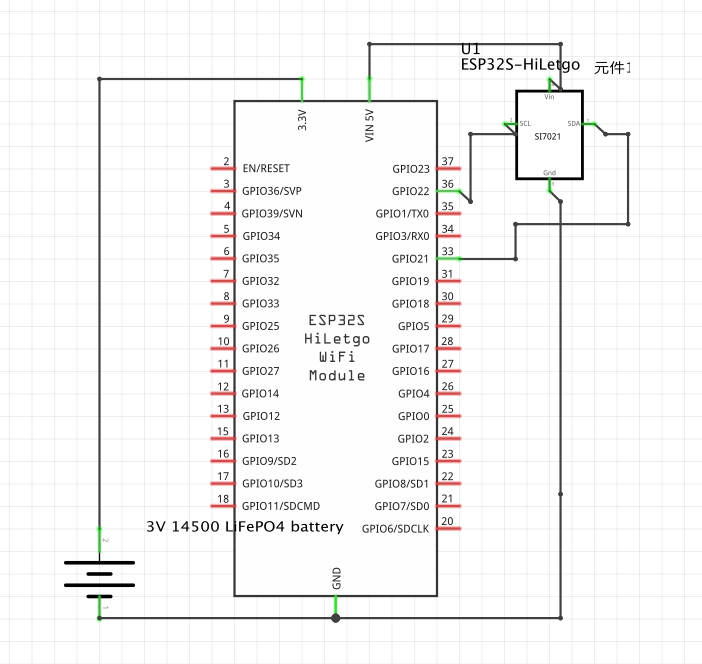 U1
ESP32S-HiLetgo
元件1
3.3V
VIN 5V
Vin
SCL
SDA
SI7021
Gnd
2 EN/RESET GPIO23 37
3 GPIO36/SVP GPIO22 36
4 GPIO39/SVN GPIO1/TX0 35
5 GPIO34 GPIO3/RX0 34
6 GPIO35 GPIO21 33
7 GPIO32 GPIO19 31
8 GPIO33 GPIO18 30
9 GPIO25 GPIO5 29
10 GPIO26 GPIO17 28
11 GPIO27 GPIO16 27
12 GPIO14 GPIO4 26
13 GPIO12 GPIO0 25
15 GPIO13 GPIO2 24
16 GPIO9/SD2 GPIO15 23
17 GPIO10/SD3 GPIO8/SD1 22
18 GPIO11/SDCMD GPIO7/SD0 21
GPIO6/SDCLK 20
ESP32S
HiLetgo
WiFi
Module
3V 14500 LiFePO4 battery
2
1
GND